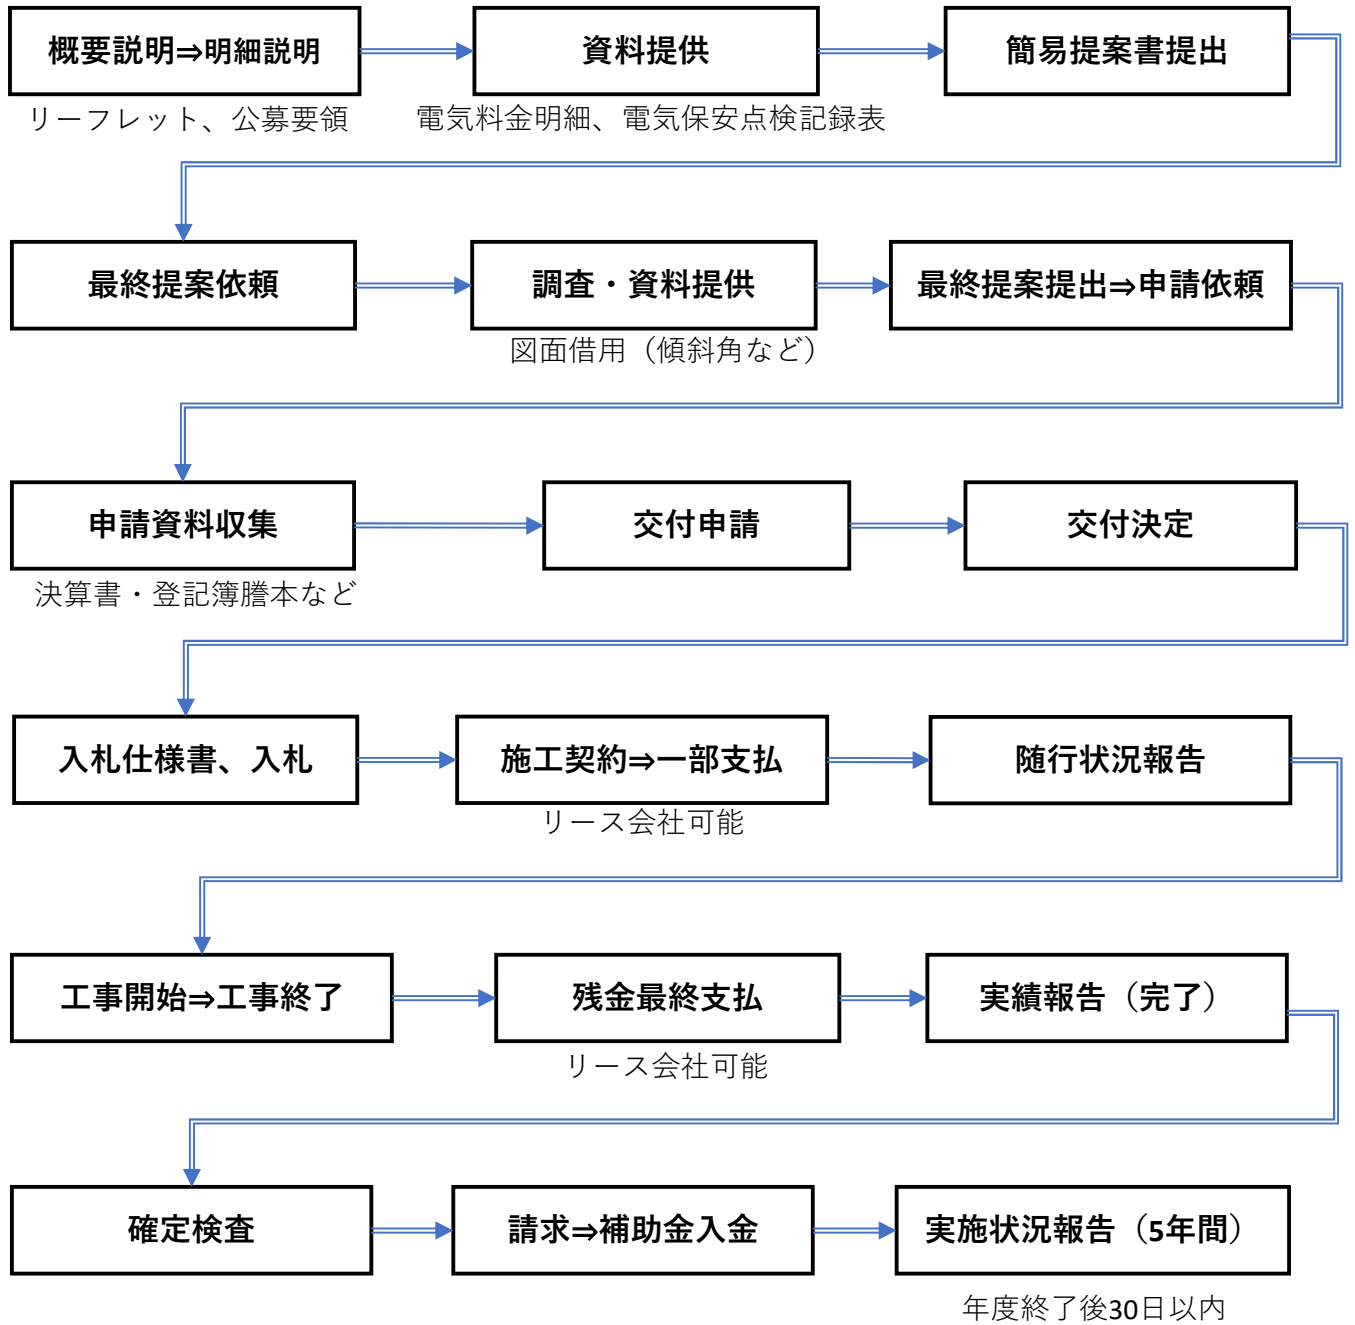 概要説明⇒明細説明
資料提供
簡易提案書提出
リーフレット、公募要領
電気料金明細、電気保安点検記録表
最終提案依頼
調査・資料提供
最終提案提出⇒申請依頼
図面借用（傾斜角など）
申請資料収集
交付申請
交付決定
決算書・登記簿謄本など
入札仕様書、入札
施工契約⇒一部支払
随行状況報告
リース会社可能
工事開始⇒工事終了
残金最終支払
実績報告（完了）
リース会社可能
確定検査
請求⇒補助金入金
実施状況報告（5年間）
年度終了後30日以内